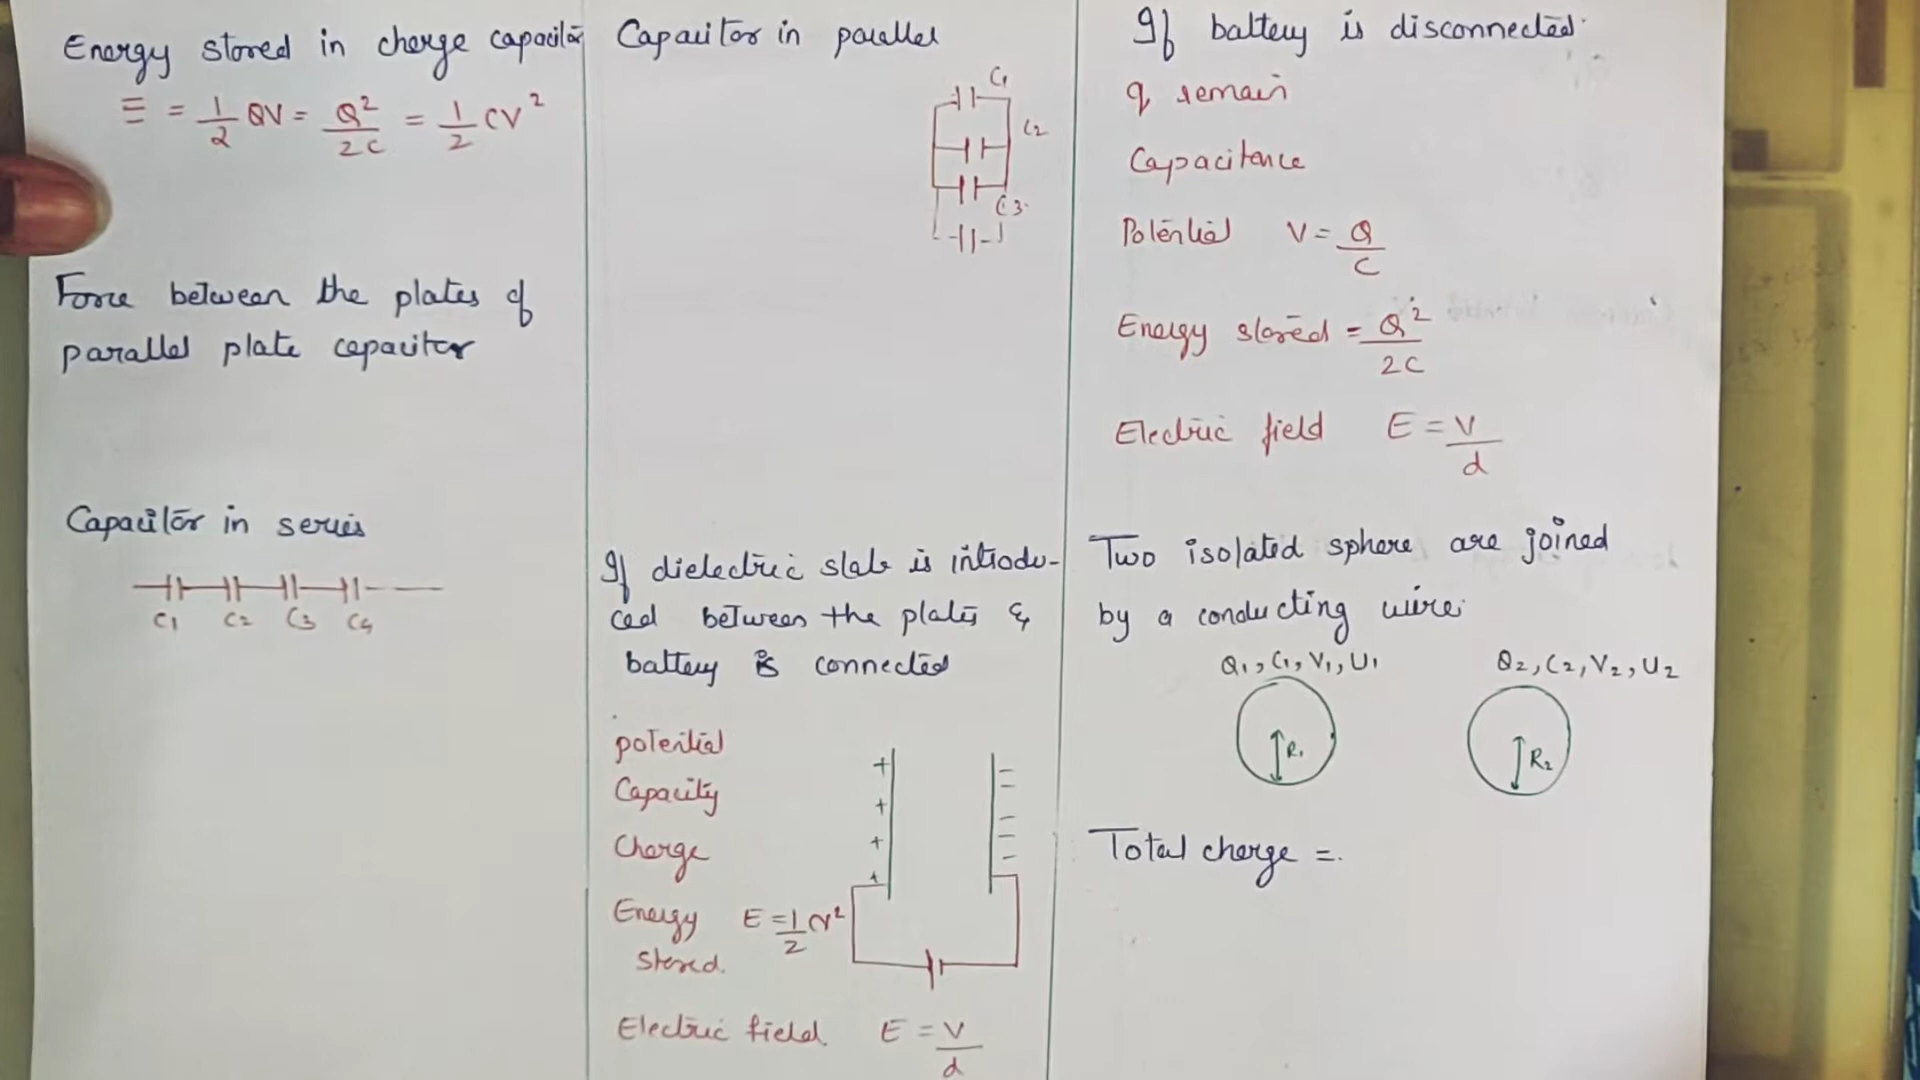 Energy stored in charge capacitor
E = 1/2 QV = Q²/2C = 1/2 CV²
Force between the plates of
parallel plate capacitor
Capacitor in series
C1 C2 C3 C4
Capacitor in parallel
C1
C2
C3
If dielectric slab is introdu-
ced between the plates &
battery is connected
potential
Capacity
Charge
Energy E = 1/2 CV²
stored.
Electric field E = V/d
+ + + +
If battery is disconnected
q remain
Capacitance
Potential V = Q/C
Energy stored = Q²/2C
Electric field E = V/d
Two isolated sphere are joined
by a conducting wire
Q1, C1, V1, U1 Q2, C2, V2, U2
R1 R2
Total charge =